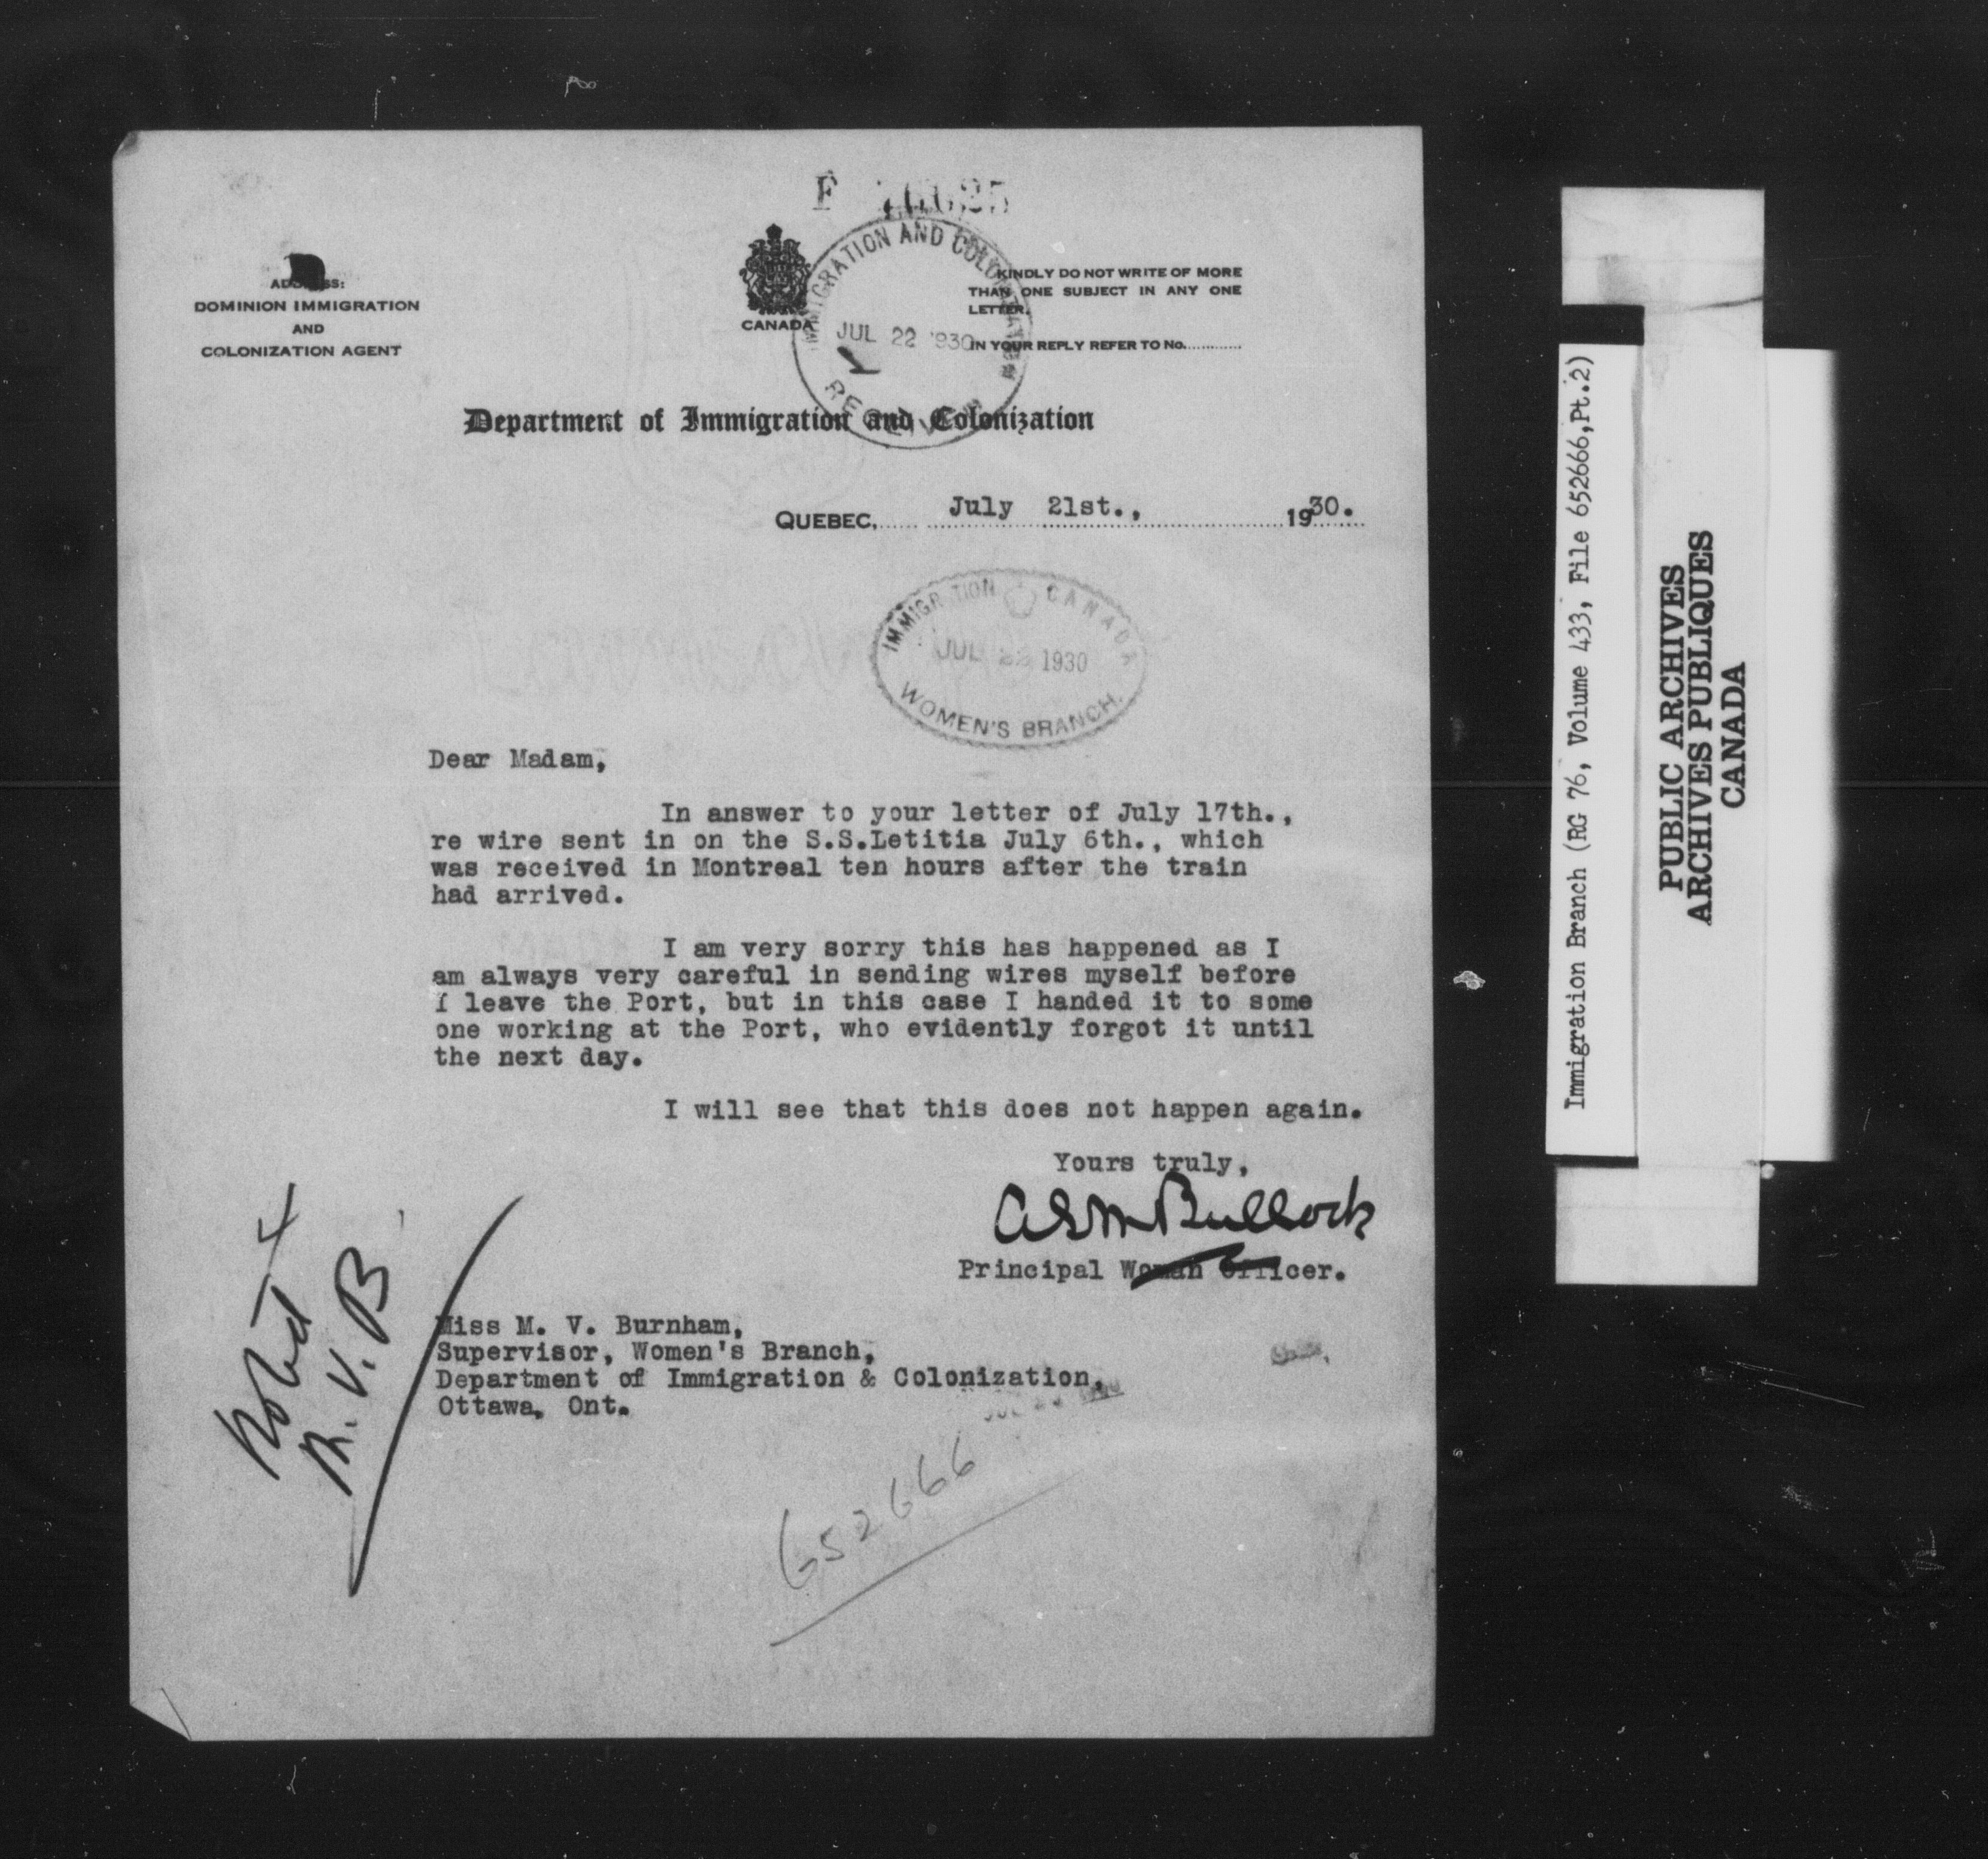 F
ADDRESS:
DOMINION IMMIGRATION
AND
COLONIZATION AGENT
CANADA
KINDLY DO NOT WRITE OF MORE
THAN ONE SUBJECT IN ANY ONE
LETTER.
IN YOUR REPLY REFER TO No.............
IMMIGRATION AND COLONIZATION
JUL 22 1930
RECEIVED
Department of Immigration and Colonization
QUEBEC, July 21st., 1930.
IMMIGRATION CANADA
JUL 22 1930
WOMEN'S BRANCH.
Dear Madam,
In answer to your letter of July 17th.,
re wire sent in on the S.S.Letitia July 6th., which
was received in Montreal ten hours after the train
had arrived.
I am very sorry this has happened as I
am always very careful in sending wires myself before
I leave the Port, but in this case I handed it to some
one working at the Port, who evidently forgot it until
the next day.
I will see that this does not happen again.
Yours truly,
Bullock
Principal Woman Officer.
Noted
M.V.B.
Miss M. V. Burnham,
Supervisor, Women's Branch,
Department of Immigration & Colonization,
Ottawa, Ont.
652666
Immigration Branch (RG 76, Volume 433, File 652666,Pt.2)
PUBLIC ARCHIVES
ARCHIVES PUBLIQUES
CANADA